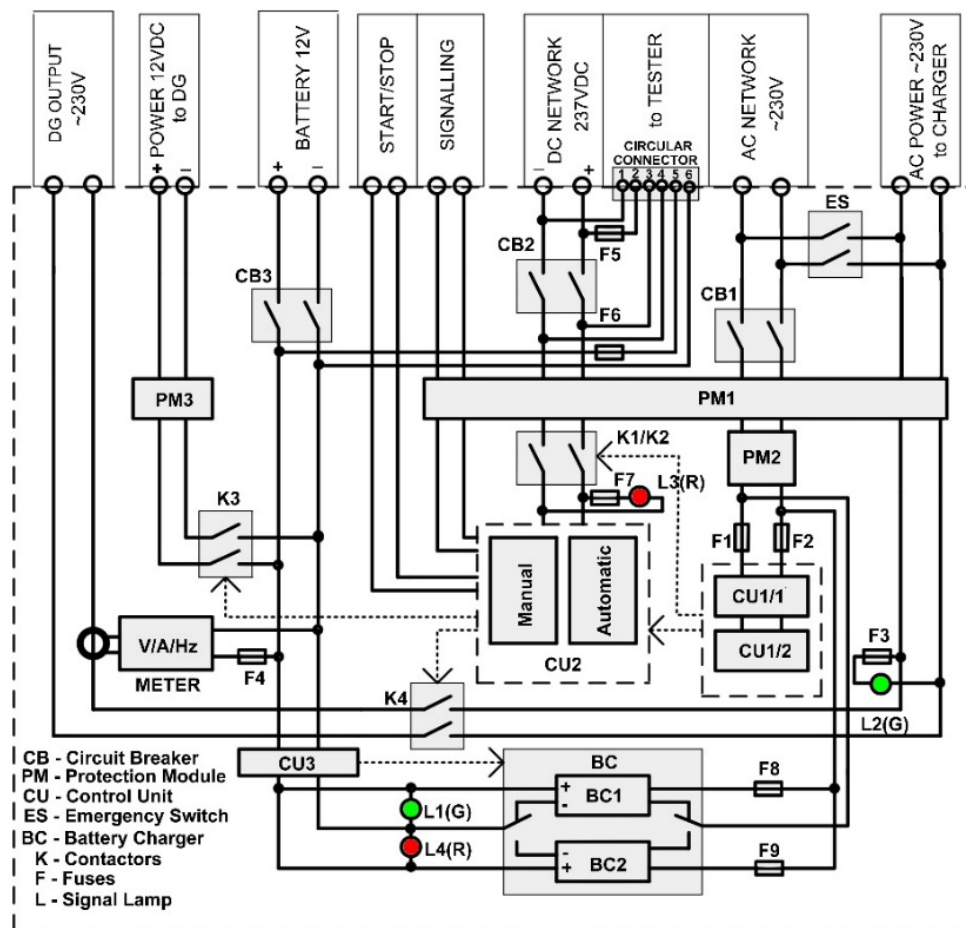 DG OUTPUT
~230V
+ POWER 12VDC -
to DG
BATTERY 12V
+ −
START/STOP
SIGNALLING
− DC NETWORK +
237VDC
to TESTER
CIRCULAR
CONNECTOR
1 2 3 4 5 6
AC NETWORK
~230V
AC POWER ~230V
to CHARGER
ES
F5
CB2
CB3
F6
CB1
PM3
PM1
K1/K2
PM2
F7
L3(R)
K3
F1
F2
Manual
Automatic
CU1/1
CU1/2
V/A/Hz
METER
F4
CU2
F3
K4
L2(G)
CB - Circuit Breaker
PM - Protection Module
CU - Control Unit
ES - Emergency Switch
BC - Battery Charger
K - Contactors
F - Fuses
L - Signal Lamp
CU3
BC
+
-
BC1
F8
L1(G)
L4(R)
-
+
BC2
F9